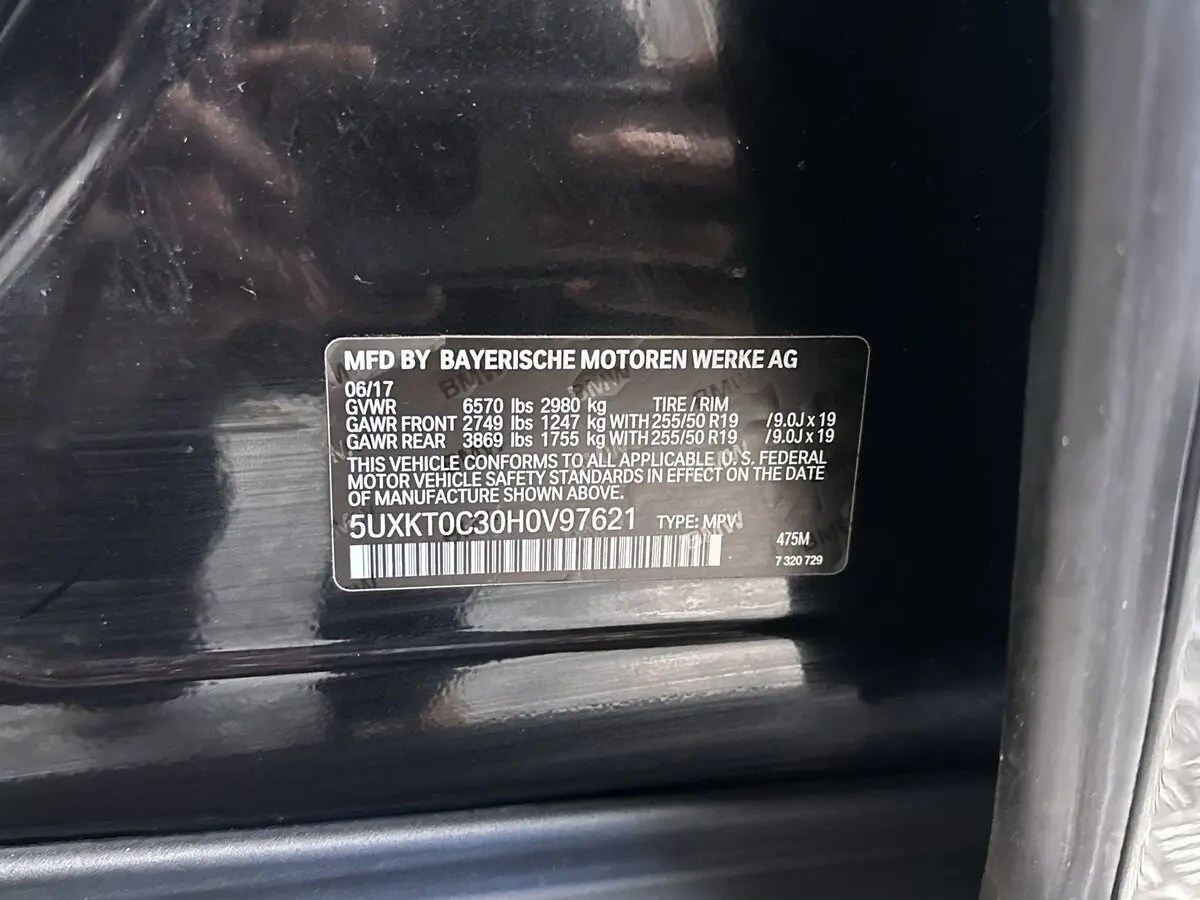 MFD BY BAYERISCHE MOTOREN WERKE AG
06/17
GVWR 6570 lbs 2980 kg TIRE / RIM
GAWR FRONT 2749 lbs 1247 kg WITH 255/50 R19 /9.0J x 19
GAWR REAR 3869 lbs 1755 kg WITH 255/50 R19 /9.0J x 19
THIS VEHICLE CONFORMS TO ALL APPLICABLE U. S. FEDERAL
MOTOR VEHICLE SAFETY STANDARDS IN EFFECT ON THE DATE
OF MANUFACTURE SHOWN ABOVE.
5UXKT0C30H0V97621 TYPE: MPV
475M
7 320 729